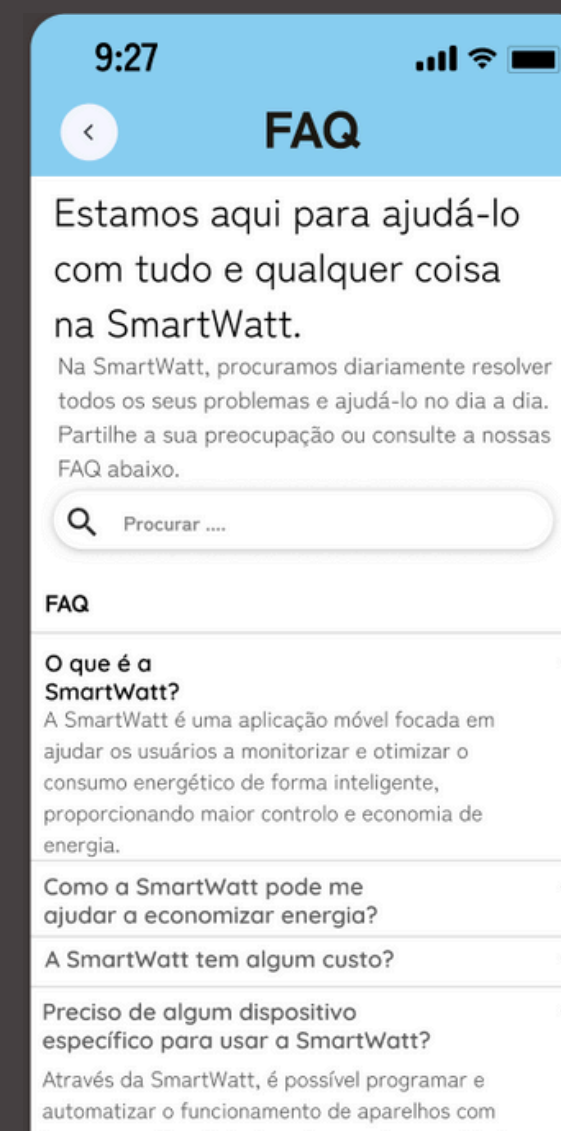 9:27
FAQ
Estamos aqui para ajudá-lo
com tudo e qualquer coisa
na SmartWatt.
Na SmartWatt, procuramos diariamente resolver
todos os seus problemas e ajudá-lo no dia a dia.
Partilhe a sua preocupação ou consulte a nossas
FAQ abaixo.
Procurar ....
FAQ
O que é a
SmartWatt?
A SmartWatt é uma aplicação móvel focada em
ajudar os usuários a monitorizar e otimizar o
consumo energético de forma inteligente,
proporcionando maior controlo e economia de
energia.
Como a SmartWatt pode me
ajudar a economizar energia?
A SmartWatt tem algum custo?
Preciso de algum dispositivo
específico para usar a SmartWatt?
Através da SmartWatt, é possível programar e
automatizar o funcionamento de aparelhos com